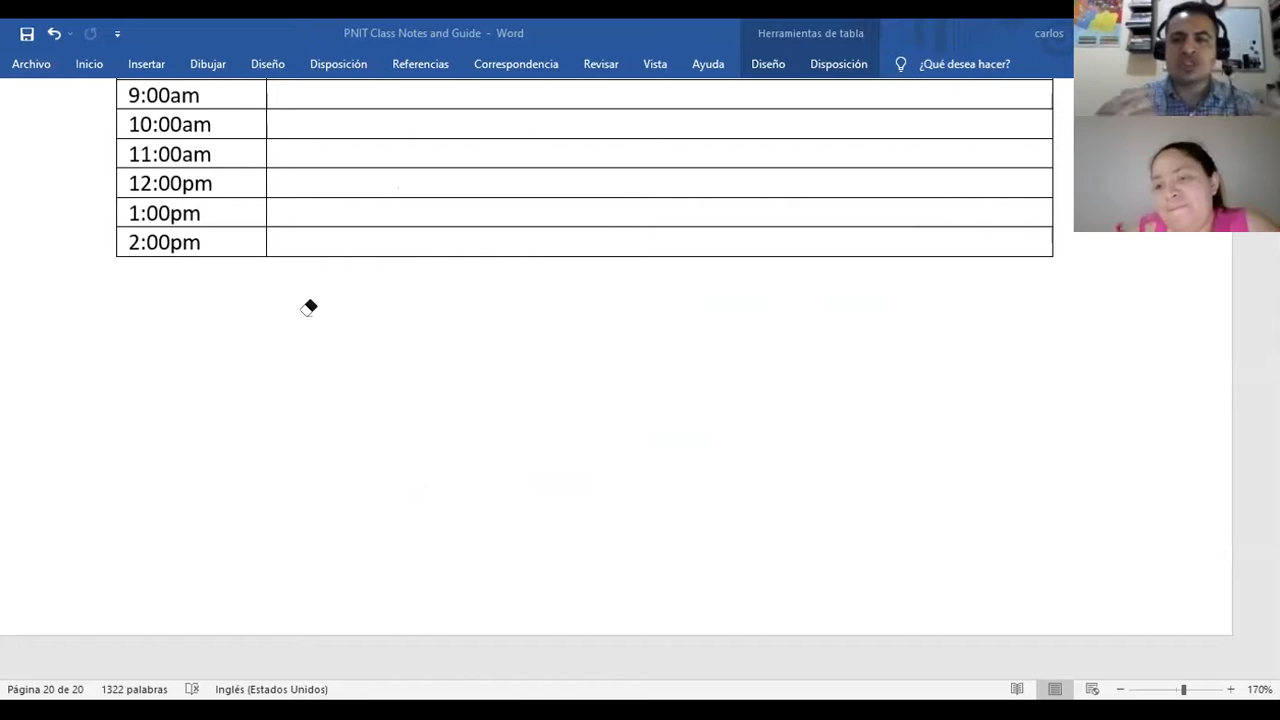 PNIT Class Notes and Guide - Word
Herramientas de tabla
carlos
Archivo Inicio Insertar Dibujar Diseño Disposición Referencias Correspondencia Revisar Vista Ayuda Diseño Disposición ¿Qué desea hacer?
9:00am
10:00am
11:00am
12:00pm
1:00pm
2:00pm
Página 20 de 20 1322 palabras Inglés (Estados Unidos) 170%